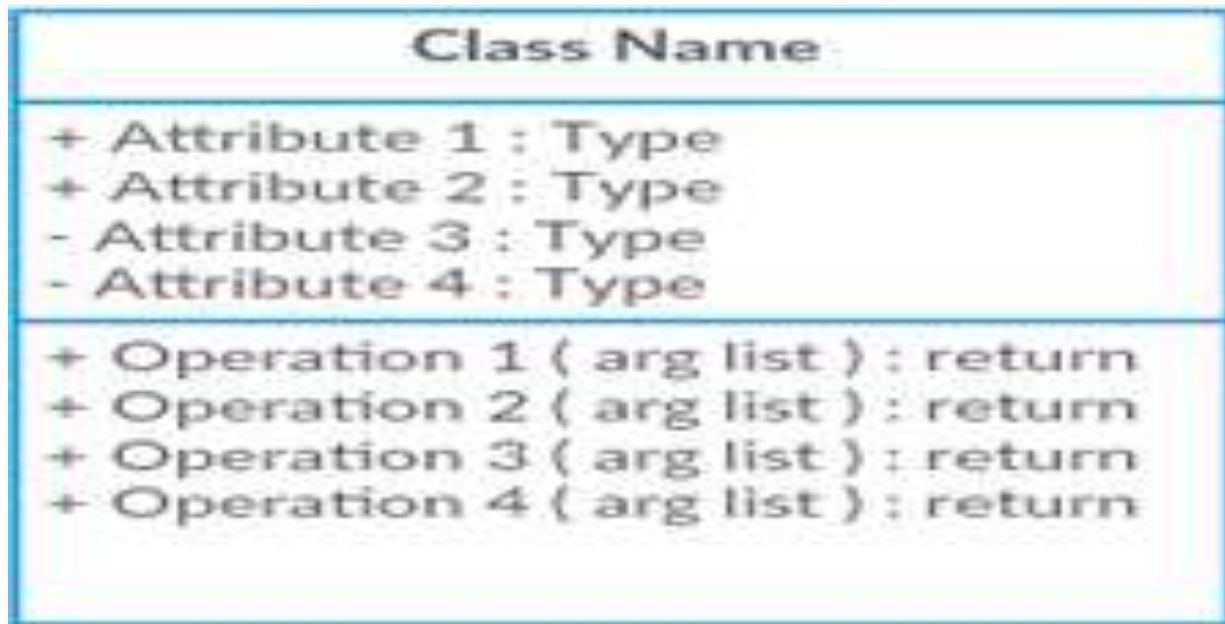 Class Name
+ Attribute 1 : Type
+ Attribute 2 : Type
- Attribute 3 : Type
- Attribute 4 : Type
+ Operation 1 ( arg list ) : return
+ Operation 2 ( arg list ) : return
+ Operation 3 ( arg list ) : return
+ Operation 4 ( arg list ) : return